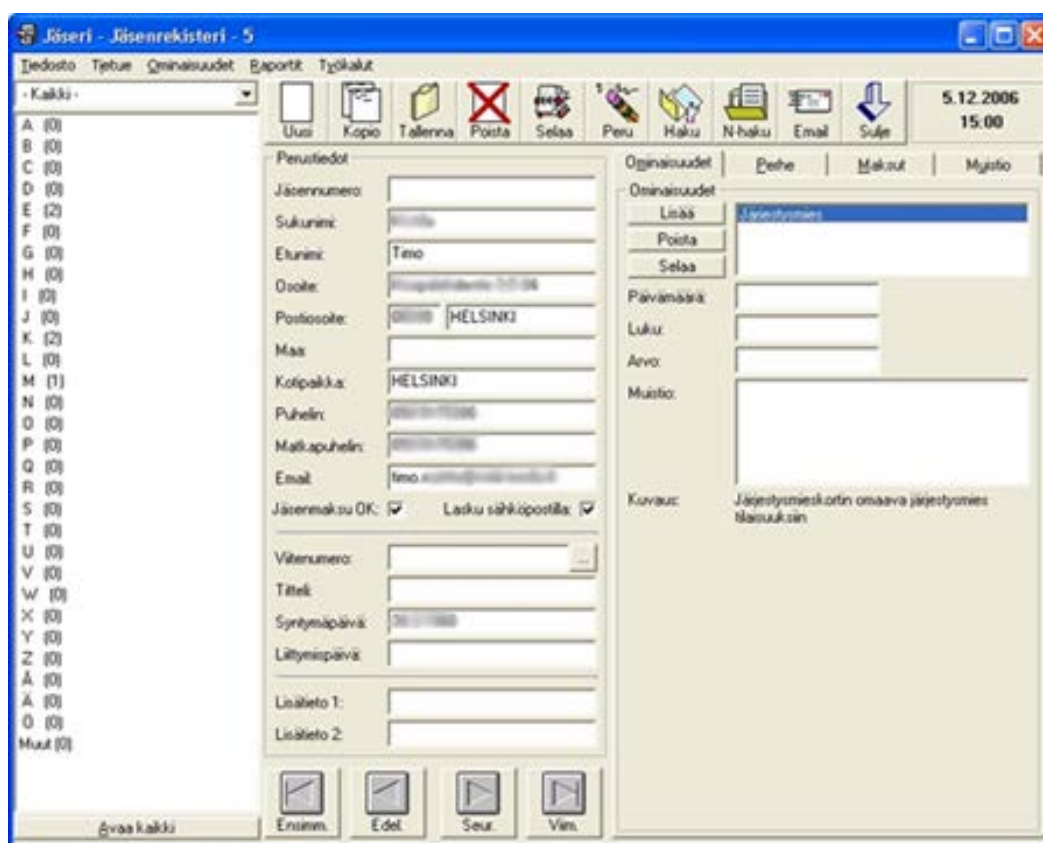 Jäseri - Jäsenrekisteri - 5
Tiedosto Tietue Ominaisuudet Raportit Työkalut
- Kaikki -
A (0)
B (0)
C (0)
D (0)
E (2)
F (0)
G (0)
H (0)
I (0)
J (0)
K (2)
L (0)
M (1)
N (0)
O (0)
P (0)
Q (0)
R (0)
S (0)
T (0)
U (0)
V (0)
W (0)
X (0)
Y (0)
Z (0)
Å (0)
Ä (0)
Ö (0)
Muut (0)
Avaa kaikki
Uusi Kopio Tallenna Poista Selaa Peru Haku N-haku Email Sulje
5.12.2006
15:00
Perustiedot
Jäsennumero:
Sukunimi:
Etunimi: Timo
Osoite:
Postiosoite: HELSINKI
Maa:
Kotipaikka: HELSINKI
Puhelin:
Matkapuhelin:
Email: timo.
Jäsenmaksu OK: Lasku sähköpostilla:
Viitenumero: ...
Titteli:
Syntymäpäivä:
Liittymispäivä:
Lisätieto 1:
Lisätieto 2:
Ensimm. Edel. Seur. Viim.
Ominaisuudet Perhe Maksut Muistio
Ominaisuudet
Lisää Järjestysmies
Poista
Selaa
Päivämäärä:
Luku:
Arvo:
Muistio:
Kuvaus: Järjestysmieskortin omaava järjestysmies
tilaisuuksiin